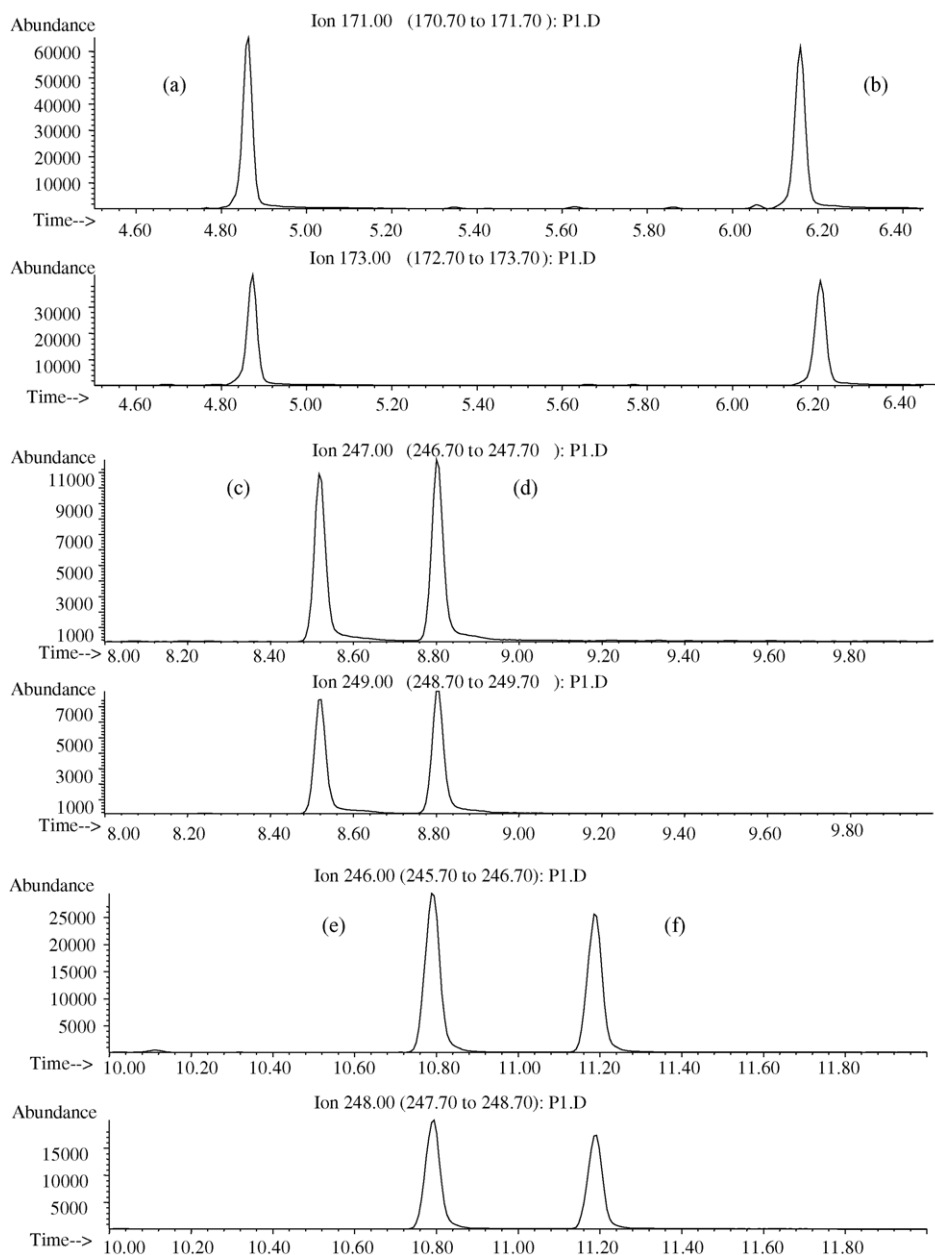 Abundance
Ion 171.00 (170.70 to 171.70): P1.D
60000
(a)
(b)
50000
40000
30000
20000
10000
Time-->
4.60 4.80 5.00 5.20 5.40 5.60 5.80 6.00 6.20 6.40
Abundance
Ion 173.00 (172.70 to 173.70 ): P1.D
30000
20000
10000
Time-->
4.60 4.80 5.00 5.20 5.40 5.60 5.80 6.00 6.20 6.40
Abundance
Ion 247.00 (246.70 to 247.70 ): P1.D
11000
(c)
(d)
9000
7000
5000
3000
1000
Time-->
8.00 8.20 8.40 8.60 8.80 9.00 9.20 9.40 9.60 9.80
Abundance
Ion 249.00 (248.70 to 249.70 ): P1.D
7000
5000
3000
1000
Time-->
8.00 8.20 8.40 8.60 8.80 9.00 9.20 9.40 9.60 9.80
Abundance
Ion 246.00 (245.70 to 246.70): P1.D
25000
(e)
(f)
20000
15000
10000
5000
Time-->
10.00 10.20 10.40 10.60 10.80 11.00 11.20 11.40 11.60 11.80
Abundance
Ion 248.00 (247.70 to 248.70): P1.D
15000
10000
5000
Time-->
10.00 10.20 10.40 10.60 10.80 11.00 11.20 11.40 11.60 11.80